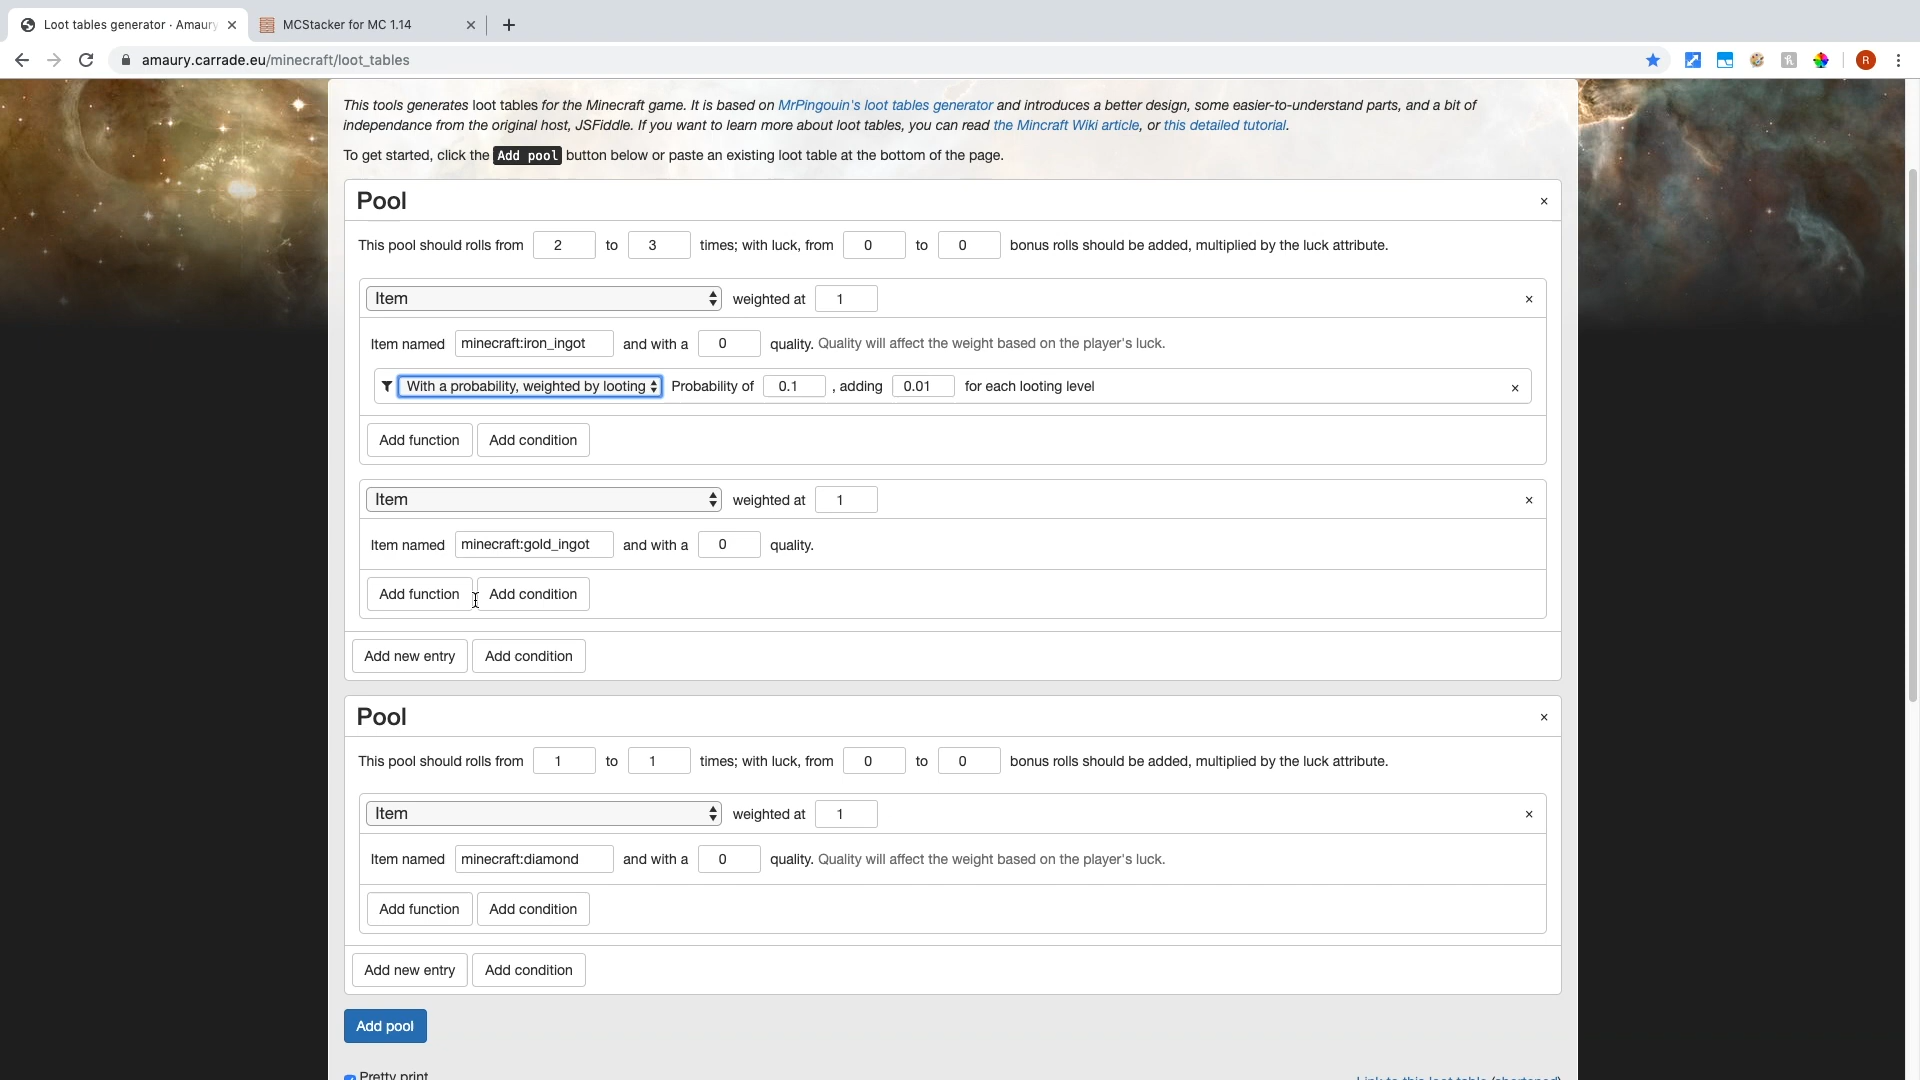 Loot tables generator · Amaury
MCStacker for MC 1.14
amaury.carrade.eu/minecraft/loot_tables
R
This tools generates loot tables for the Minecraft game. It is based on MrPingouin's loot tables generator and introduces a better design, some easier-to-understand parts, and a bit of
independance from the original host, JSFiddle. If you want to learn more about loot tables, you can read the Mincraft Wiki article, or this detailed tutorial.
To get started, click the Add pool button below or paste an existing loot table at the bottom of the page.
Pool ×
This pool should rolls from 2 to 3 times; with luck, from 0 to 0 bonus rolls should be added, multiplied by the luck attribute.
Item weighted at 1 ×
Item named minecraft:iron_ingot and with a 0 quality. Quality will affect the weight based on the player's luck.
With a probability, weighted by looting Probability of 0.1 , adding 0.01 for each looting level ×
Add function Add condition
Item weighted at 1 ×
Item named minecraft:gold_ingot and with a 0 quality.
Add function Add condition
Add new entry Add condition
Pool ×
This pool should rolls from 1 to 1 times; with luck, from 0 to 0 bonus rolls should be added, multiplied by the luck attribute.
Item weighted at 1 ×
Item named minecraft:diamond and with a 0 quality. Quality will affect the weight based on the player's luck.
Add function Add condition
Add new entry Add condition
Add pool
Pretty print
Link to this loot table (shortened)